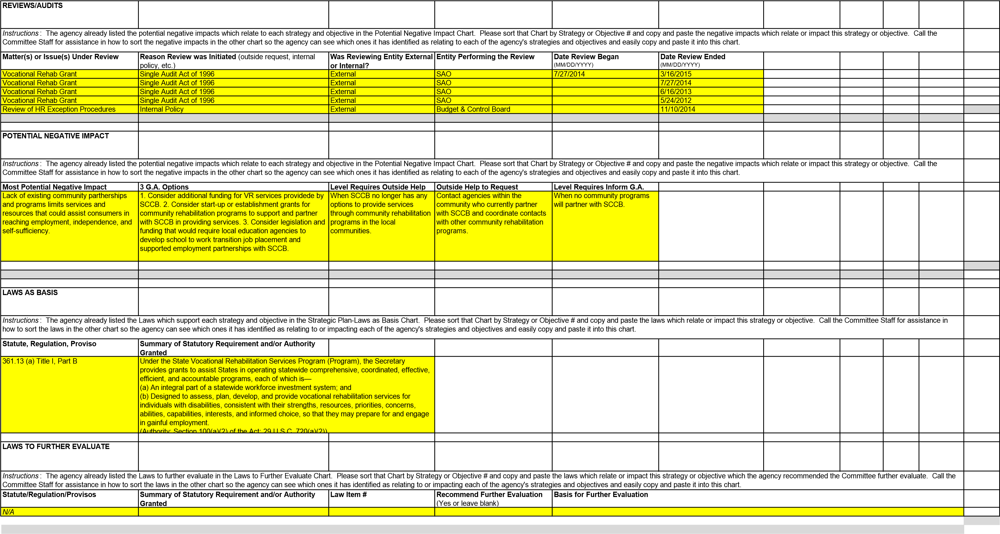 REVIEWS/AUDITS
Instructions :  The agency already listed the potential negative impacts which relate to each strategy and objective in the Potential Negative Impact Chart.  Please sort that Chart by Strategy or Objective # and copy and paste the negative impacts which relate or impact this strategy or objective.  Call the
Committee Staff for assistance in how to sort the negative impacts in the other chart so the agency can see which ones it has identified as relating to each of the agency's strategies and objectives and easily copy and paste it into this chart.
Matter(s) or Issue(s) Under Review
Reason Review was Initiated (outside request, internal
policy, etc.)
Was Reviewing Entity External
or Internal?
Entity Performing the Review
Date Review Began
(MM/DD/YYYY)
Date Review Ended
(MM/DD/YYYY)
Vocational Rehab Grant Single Audit Act of 1996 External SAO 7/27/2014 3/16/2015
Vocational Rehab Grant Single Audit Act of 1996 External SAO 7/27/2014
Vocational Rehab Grant Single Audit Act of 1996 External SAO 6/16/2013
Vocational Rehab Grant Single Audit Act of 1996 External SAO 5/24/2012
Review of HR Exception Procedures Internal Policy External Budget & Control Board 11/10/2014
POTENTIAL NEGATIVE IMPACT
Instructions :  The agency already listed the potential negative impacts which relate to each strategy and objective in the Potential Negative Impact Chart.  Please sort that Chart by Strategy or Objective # and copy and paste the negative impacts which relate or impact this strategy or objective.  Call the
Committee Staff for assistance in how to sort the negative impacts in the other chart so the agency can see which ones it has identified as relating to each of the agency's strategies and objectives and easily copy and paste it into this chart.
Most Potential Negative Impact 3 G.A. Options Level Requires Outside Help Outside Help to Request Level Requires Inform G.A.
Lack of existing community partherships
and programs limits services and
resources that could assist consumers in
reaching employment, independence, and
self-sufficiency.
1. Consider additional funding for VR services providede by
SCCB. 2. Consider start-up or establishment grants for
community rehabilitation programs to support and partner
with SCCB in providing services. 3. Consider legislation and
funding that would require local education agencies to
develop school to work transition job placement and
supported employment partnerships with SCCB.
When SCCB no longer has any
options to provide services
through community rehabilitation
programs in the local
communities.
Contact agencies within the
community who currently partner
with SCCB and coordinate contacts
with other community rehabilitation
programs.
When no community programs
will partner with SCCB.
LAWS AS BASIS
Instructions :  The agency already listed the Laws which support each strategy and objective in the Strategic Plan-Laws as Basis Chart.  Please sort that Chart by Strategy or Objective # and copy and paste the laws which relate or impact this strategy or objective.  Call the Committee Staff for assistance in
how to sort the laws in the other chart so the agency can see which ones it has identified as relating to or impacting each of the agency's strategies and objectives and easily copy and paste it into this chart.
Statute, Regulation, Proviso
Summary of Statutory Requirement and/or Authority
Granted
361.13 (a) Title I, Part B
Under the State Vocational Rehabilitation Services Program (Program), the Secretary
provides grants to assist States in operating statewide comprehensive, coordinated, effective,
efficient, and accountable programs, each of which is—
(a) An integral part of a statewide workforce investment system; and
(b) Designed to assess, plan, develop, and provide vocational rehabilitation services for
individuals with disabilities, consistent with their strengths, resources, priorities, concerns,
abilities, capabilities, interests, and informed choice, so that they may prepare for and engage
in gainful employment.
(Authority: Section 100(a)(2) of the Act; 29 U.S.C. 720(a)(2))
LAWS TO FURTHER EVALUATE
Instructions :  The agency already listed the Laws to further evaluate in the Laws to Further Evaluate Chart.  Please sort that Chart by Strategy or Objective # and copy and paste the laws which relate or impact this strategy or objective which the agency recommended the Committee further evaluate.  Call the
Committee Staff for assistance in how to sort the laws in the other chart so the agency can see which ones it has identified as relating to or impacting each of the agency's strategies and objectives and easily copy and paste it into this chart.
Statute/Regulation/Provisos
Summary of Statutory Requirement and/or Authority
Granted
Law Item #
Recommend Further Evaluation
(Yes or leave blank)
Basis for Further Evaluation
N/A